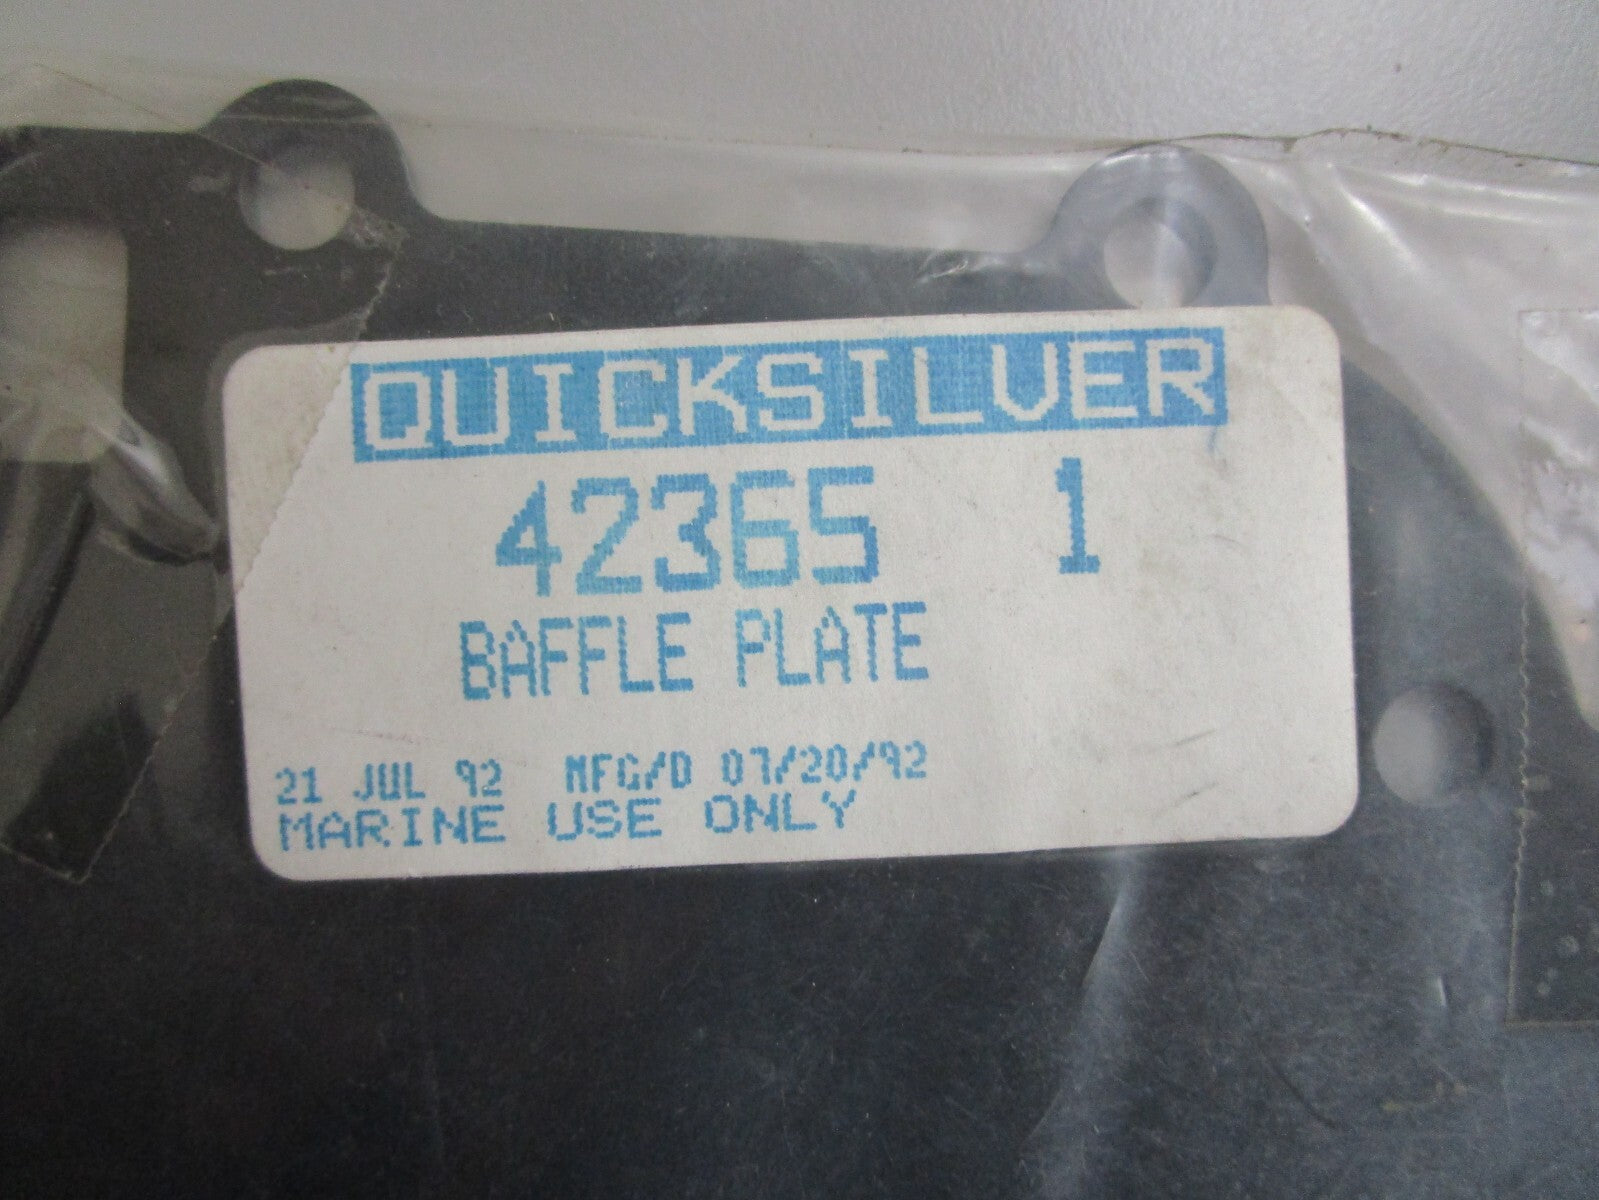 QUICKSILVER
42365 1
BAFFLE PLATE
21 JUL 92 MFG/D 07/20/92
MARINE USE ONLY